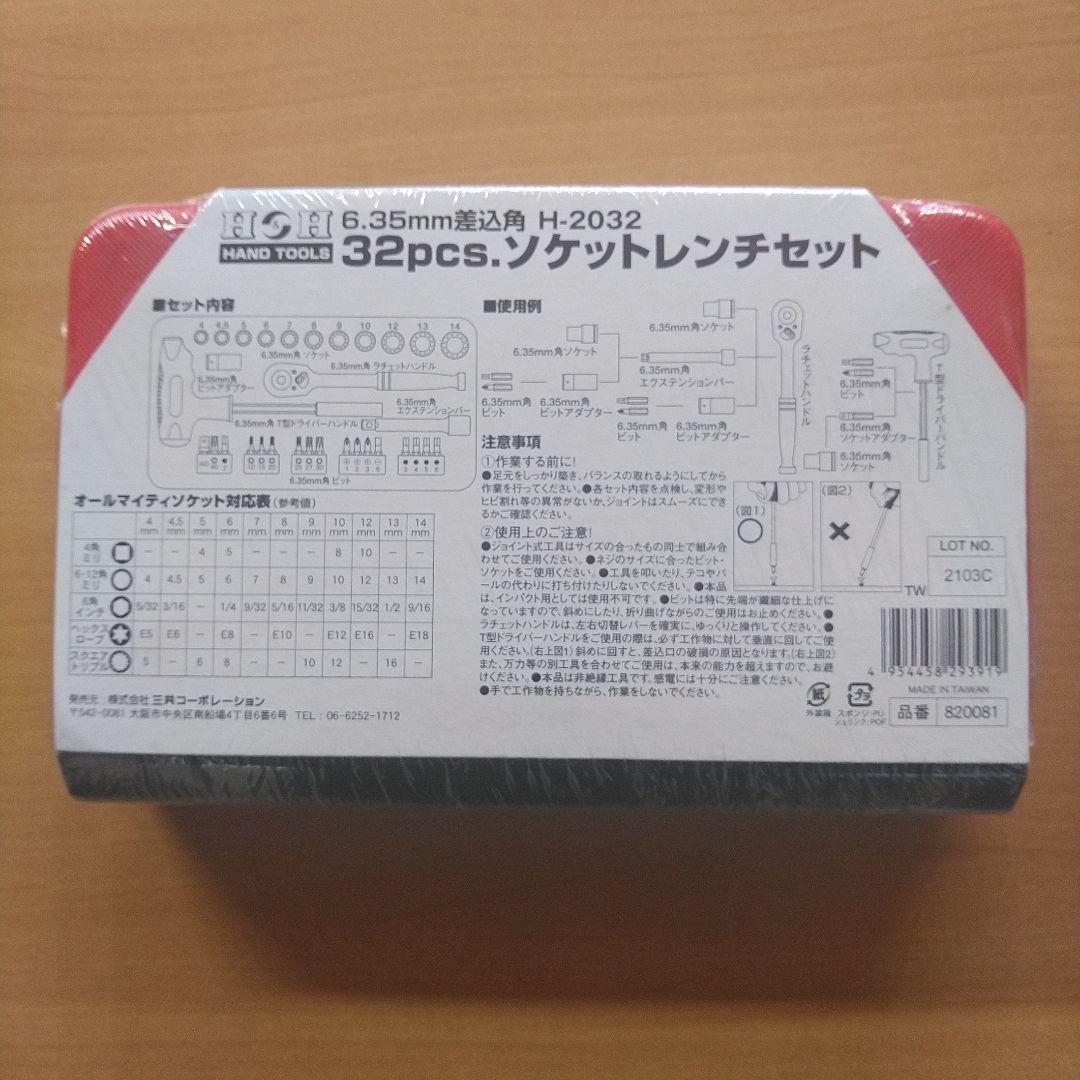 H S H
HAND TOOLS
6.35mm差込角 H-2032
32pcs.ソケットレンチセット
■セット内容
4 4.5 5 6 7 8 9 10 12 13 14
6.35mm角 ソケット
6.35mm角
ビットアダプター
6.35mm角 ラチェットハンドル
6.35mm角
エクステンションバー
6.35mm角 T型ドライバーハンドル
6.35mm角 ビット
■使用例
6.35mm角ソケット
6.35mm角ソケット
6.35mm角
エクステンションバー
6.35mm角
ビット
6.35mm角
ビットアダプター
6.35mm角
ビット
6.35mm角
ビットアダプター
ラチェットハンドル
6.35mm角
ビット
6.35mm角
ソケットアダプター
6.35mm角
ソケット
T型ドライバーハンドル
オールマイティソケット対応表(参考値)
4mm 4.5mm 5mm 6mm 7mm 8mm 9mm 10mm 12mm 13mm 14mm
4角ミリ － － 4 5 － － － 8 10 － －
6-12角ミリ 4 4.5 5 6 7 8 9 10 12 13 14
6角インチ 5/32 3/16 － 1/4 9/32 5/16 11/32 3/8 15/32 1/2 9/16
ヘックスローブ E5 E6 － E8 － E10 － E12 E16 － E18
スクエアトリプル 5 － 6 8 － － 10 12 － 16 －
発売元：株式会社 三共コーポレーション
〒542-0081 大阪市中央区南船場4丁目6番6号 TEL：06-6252-1712
注意事項
①作業する前に!
●足元をしっかり築き、バランスの取れるようにしてから
作業を行ってください。●各セット内容を点検し、変形や
ヒビ割れ等の異常がないか、ジョイントはスムーズにでき
るかご確認ください。
②使用上のご注意!
●ジョイント式工具はサイズの合ったもの同士で組み合
わせてご使用ください。●ネジのサイズに合ったビット・
ソケットをご使用ください。●工具を叩いたり、テコやバ
ールの代わりに打ち付けたりしないでください。●本品
は、インパクト用としては使用不可です。●ビットは特に先端が繊細な仕上げに
なっていますので、斜めにしたり、折り曲げながらのご使用はお止めください。●
ラチェットハンドルは、左右切替レバーを確実に、ゆっくりと操作してください。●
T型ドライバーハンドルをご使用の際は、必ず工作物に対して垂直に回してご使
用ください。(右上図1)斜めに回すと、差込口の破損の原因となります。(右上図2)
また、万力等の別工具を合わせてご使用は、本来の能力を超えますので、お避
けください。●本品は非絶縁工具です。感電には十分にご注意ください。
●手で工作物を持ちながら、作業をしないでください。
(図1)
(図2)
TW
LOT NO.
2103C
4 954458 293919
MADE IN TAIWAN
紙
外装箱
プラ
スポンジ:PU
シュリンク:POF
品番 820081